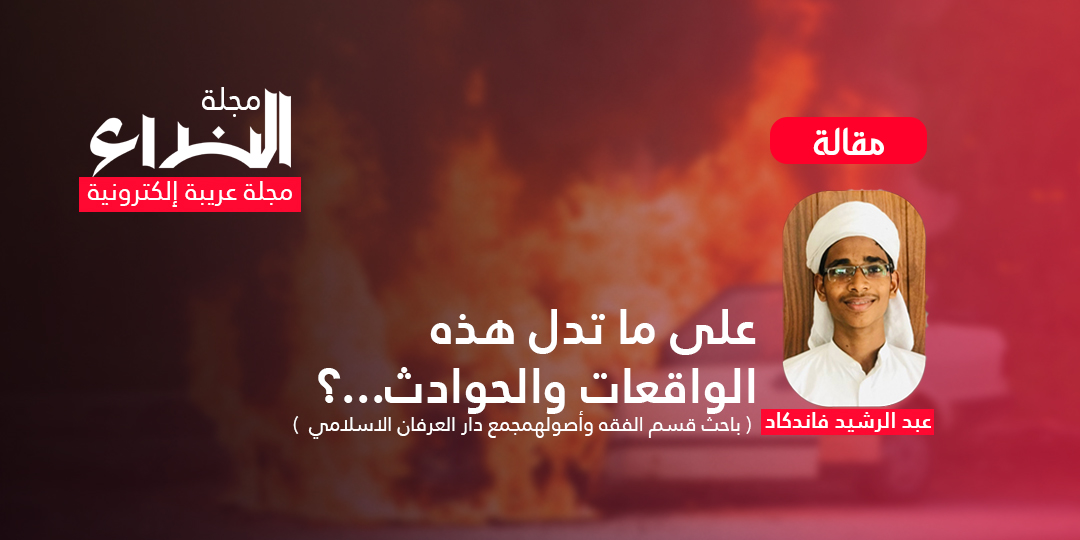 مجلة
النداء
مجلة عربية إلكترونية
مقالة
على ما تدل هذه
الواقعات والحوادث...؟
( باحث قسم الفقه وأصولهمجمع دار العرفان الاسلامي )
عبد الرشيد فاندكاد